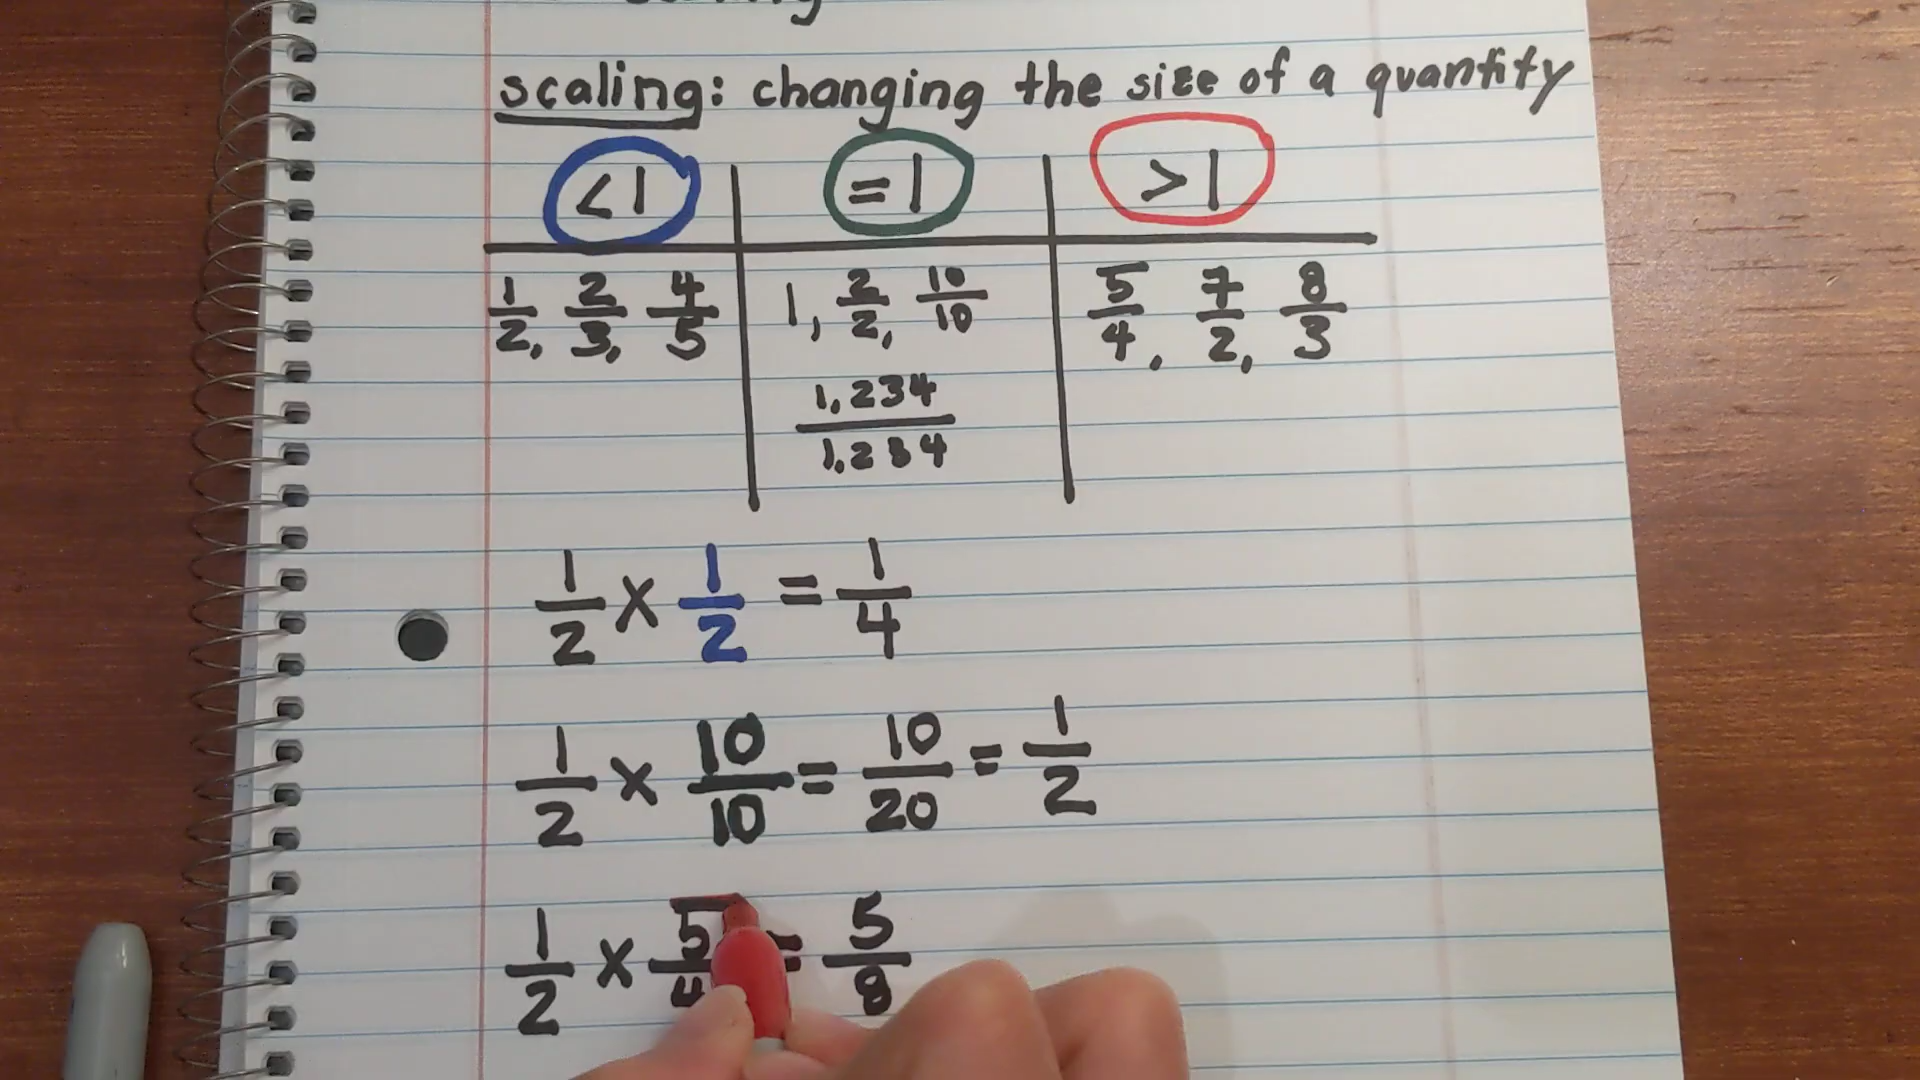 scaling: changing the size of a quantity
<1 =1 >1
1/2, 2/3, 4/5 1, 2/2, 10/10 5/4, 7/2, 8/3
1,234/1,234
1/2 x 1/2 = 1/4
1/2 x 10/10 = 10/20 = 1/2
1/2 x 5/4 = 5/8